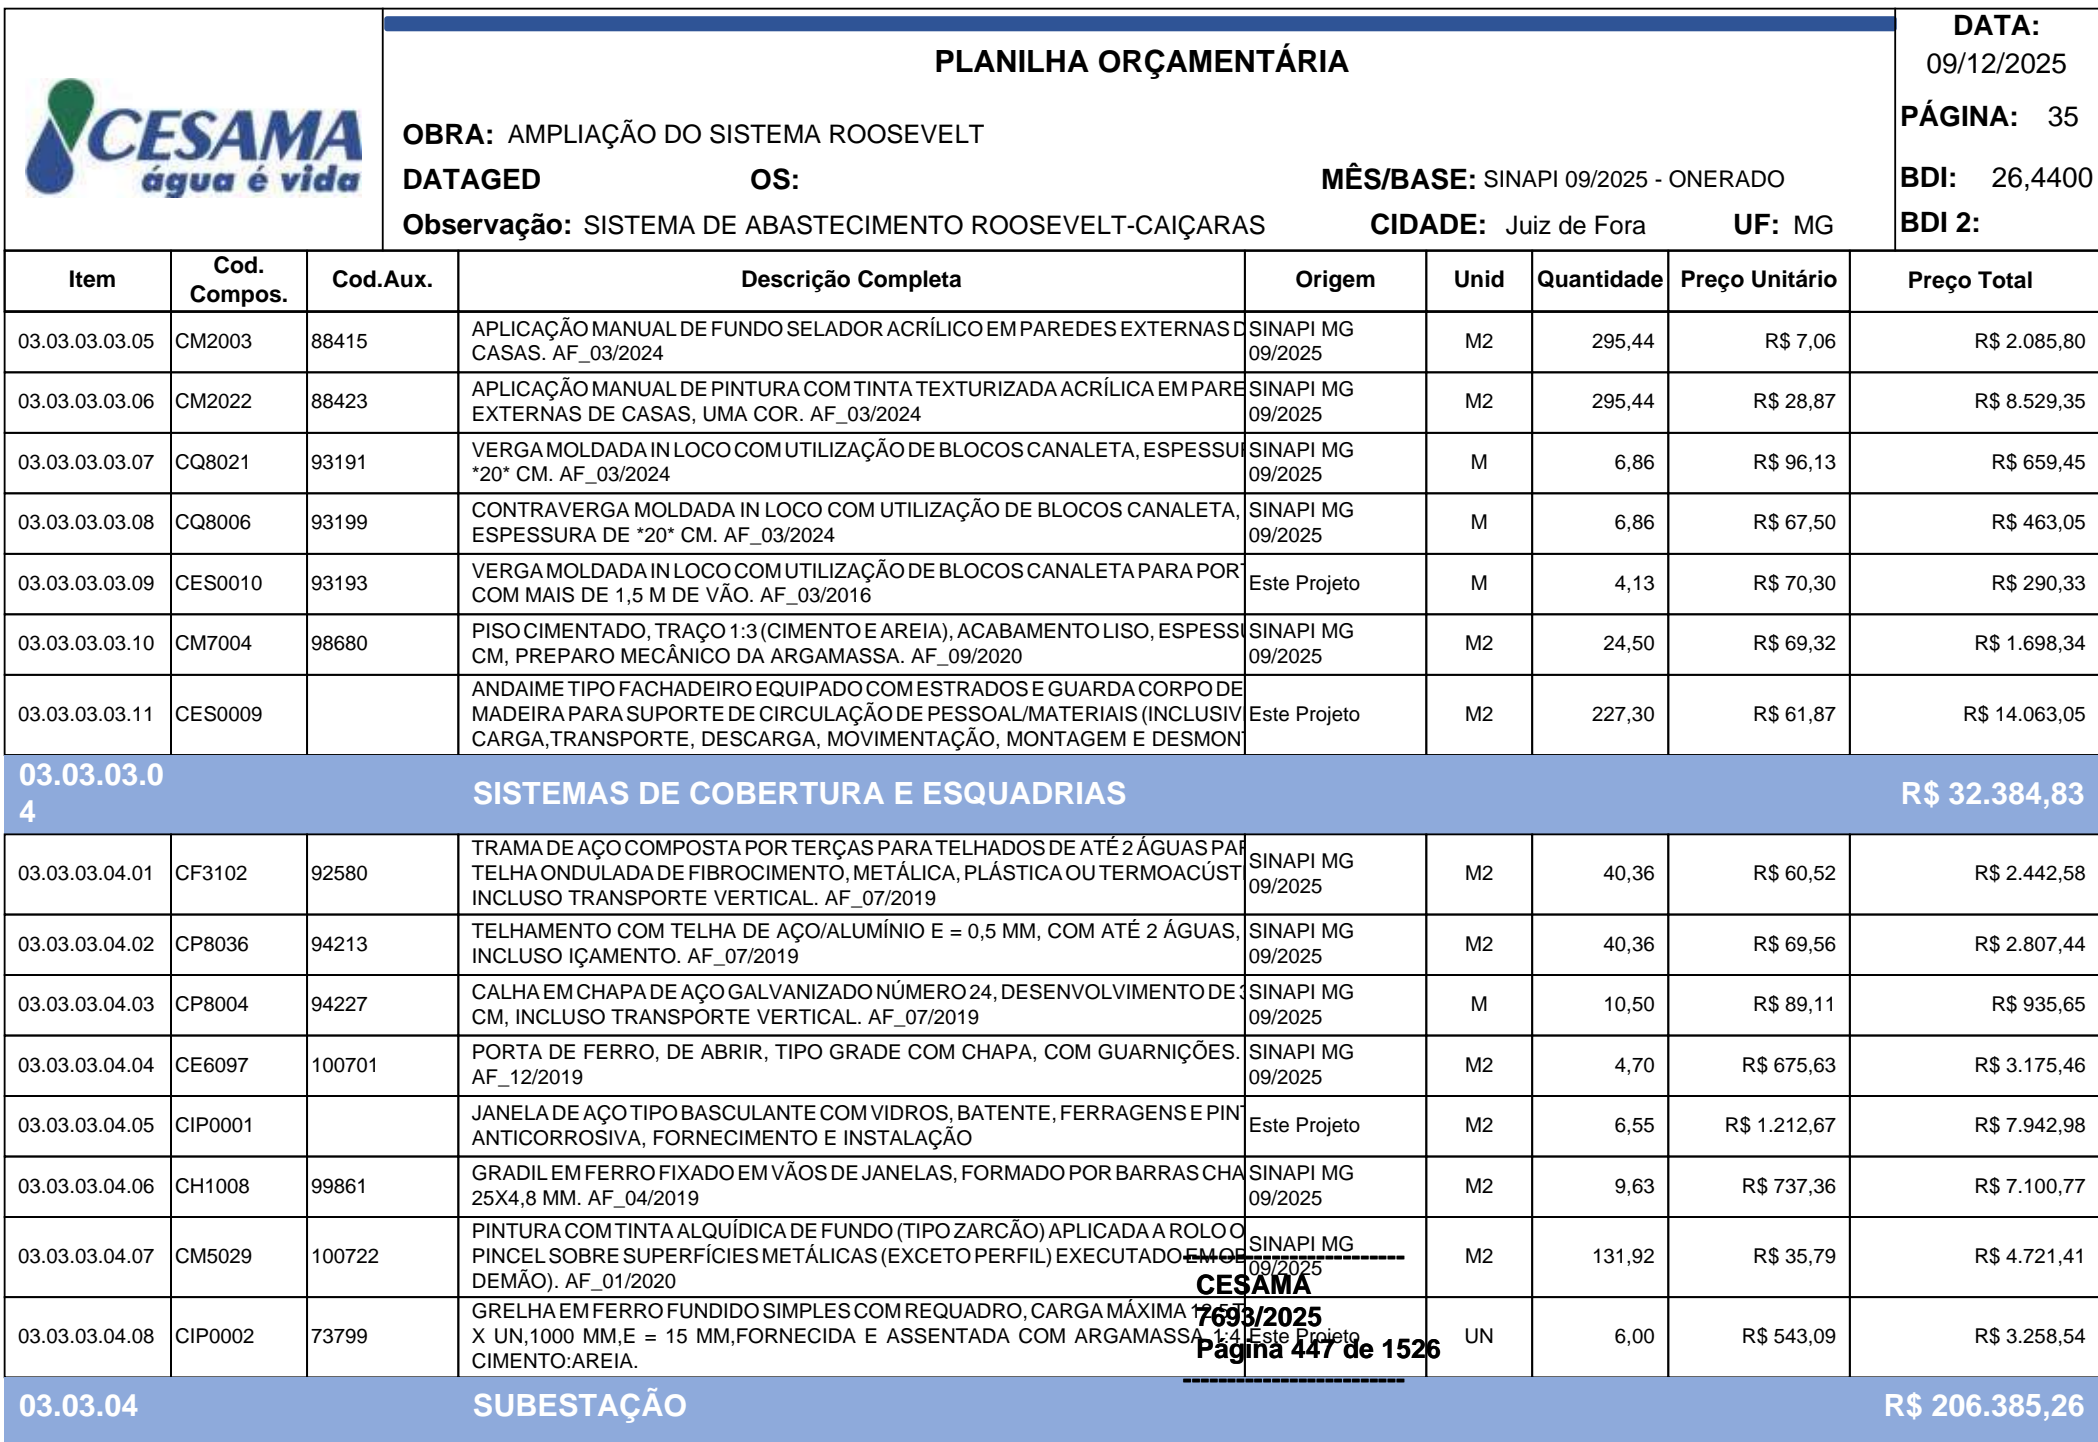 CESAMA
água é vida
PLANILHA ORÇAMENTÁRIA
OBRA: AMPLIAÇÃO DO SISTEMA ROOSEVELT
DATAGED OS: MÊS/BASE: SINAPI 09/2025 - ONERADO
Observação: SISTEMA DE ABASTECIMENTO ROOSEVELT-CAIÇARAS CIDADE: Juiz de Fora UF: MG
DATA:
09/12/2025
PÁGINA: 35
BDI: 26,4400
BDI 2:
Item Cod. Compos. Cod.Aux. Descrição Completa Origem Unid Quantidade Preço Unitário Preço Total
03.03.03.03.05 CM2003 88415 APLICAÇÃO MANUAL DE FUNDO SELADOR ACRÍLICO EM PAREDES EXTERNAS D SINAPI MG M2 295,44 R$ 7,06 R$ 2.085,80
CASAS. AF_03/2024 09/2025
03.03.03.03.06 CM2022 88423 APLICAÇÃO MANUAL DE PINTURA COM TINTA TEXTURIZADA ACRÍLICA EM PARE SINAPI MG M2 295,44 R$ 28,87 R$ 8.529,35
EXTERNAS DE CASAS, UMA COR. AF_03/2024 09/2025
03.03.03.03.07 CQ8021 93191 VERGA MOLDADA IN LOCO COM UTILIZAÇÃO DE BLOCOS CANALETA, ESPESSU SINAPI MG M 6,86 R$ 96,13 R$ 659,45
*20* CM. AF_03/2024 09/2025
03.03.03.03.08 CQ8006 93199 CONTRAVERGA MOLDADA IN LOCO COM UTILIZAÇÃO DE BLOCOS CANALETA, SINAPI MG M 6,86 R$ 67,50 R$ 463,05
ESPESSURA DE *20* CM. AF_03/2024 09/2025
03.03.03.03.09 CES0010 93193 VERGA MOLDADA IN LOCO COM UTILIZAÇÃO DE BLOCOS CANALETA PARA POR Este Projeto M 4,13 R$ 70,30 R$ 290,33
COM MAIS DE 1,5 M DE VÃO. AF_03/2016
03.03.03.03.10 CM7004 98680 PISO CIMENTADO, TRAÇO 1:3 (CIMENTO E AREIA), ACABAMENTO LISO, ESPESS SINAPI MG M2 24,50 R$ 69,32 R$ 1.698,34
CM, PREPARO MECÂNICO DA ARGAMASSA. AF_09/2020 09/2025
03.03.03.03.11 CES0009 ANDAIME TIPO FACHADEIRO EQUIPADO COM ESTRADOS E GUARDA CORPO DE Este Projeto M2 227,30 R$ 61,87 R$ 14.063,05
MADEIRA PARA SUPORTE DE CIRCULAÇÃO DE PESSOAL/MATERIAIS (INCLUSIV
CARGA,TRANSPORTE, DESCARGA, MOVIMENTAÇÃO, MONTAGEM E DESMON
03.03.03.0 SISTEMAS DE COBERTURA E ESQUADRIAS R$ 32.384,83
4
03.03.03.04.01 CF3102 92580 TRAMA DE AÇO COMPOSTA POR TERÇAS PARA TELHADOS DE ATÉ 2 ÁGUAS PA SINAPI MG M2 40,36 R$ 60,52 R$ 2.442,58
TELHA ONDULADA DE FIBROCIMENTO, METÁLICA, PLÁSTICA OU TERMOACÚST 09/2025
INCLUSO TRANSPORTE VERTICAL. AF_07/2019
03.03.03.04.02 CP8036 94213 TELHAMENTO COM TELHA DE AÇO/ALUMÍNIO E = 0,5 MM, COM ATÉ 2 ÁGUAS, SINAPI MG M2 40,36 R$ 69,56 R$ 2.807,44
INCLUSO IÇAMENTO. AF_07/2019 09/2025
03.03.03.04.03 CP8004 94227 CALHA EM CHAPA DE AÇO GALVANIZADO NÚMERO 24, DESENVOLVIMENTO DE SINAPI MG M 10,50 R$ 89,11 R$ 935,65
CM, INCLUSO TRANSPORTE VERTICAL. AF_07/2019 09/2025
03.03.03.04.04 CE6097 100701 PORTA DE FERRO, DE ABRIR, TIPO GRADE COM CHAPA, COM GUARNIÇÕES. SINAPI MG M2 4,70 R$ 675,63 R$ 3.175,46
AF_12/2019 09/2025
03.03.03.04.05 CIP0001 JANELA DE AÇO TIPO BASCULANTE COM VIDROS, BATENTE, FERRAGENS E PIN Este Projeto M2 6,55 R$ 1.212,67 R$ 7.942,98
ANTICORROSIVA, FORNECIMENTO E INSTALAÇÃO
03.03.03.04.06 CH1008 99861 GRADIL EM FERRO FIXADO EM VÃOS DE JANELAS, FORMADO POR BARRAS CHA SINAPI MG M2 9,63 R$ 737,36 R$ 7.100,77
25X4,8 MM. AF_04/2019 09/2025
03.03.03.04.07 CM5029 100722 PINTURA COM TINTA ALQUÍDICA DE FUNDO (TIPO ZARCÃO) APLICADA A ROLO O SINAPI MG M2 131,92 R$ 35,79 R$ 4.721,41
PINCEL SOBRE SUPERFÍCIES METÁLICAS (EXCETO PERFIL) EXECUTADO EM OB 09/2025
DEMÃO). AF_01/2020
03.03.03.04.08 CIP0002 73799 GRELHA EM FERRO FUNDIDO SIMPLES COM REQUADRO, CARGA MÁXIMA Este Projeto UN 6,00 R$ 543,09 R$ 3.258,54
X UN,1000 MM,E = 15 MM,FORNECIDA E ASSENTADA COM ARGAMASSA 1:4
CIMENTO:AREIA.
CESAMA
7693/2025
Página 447 de 1526
03.03.04 SUBESTAÇÃO R$ 206.385,26